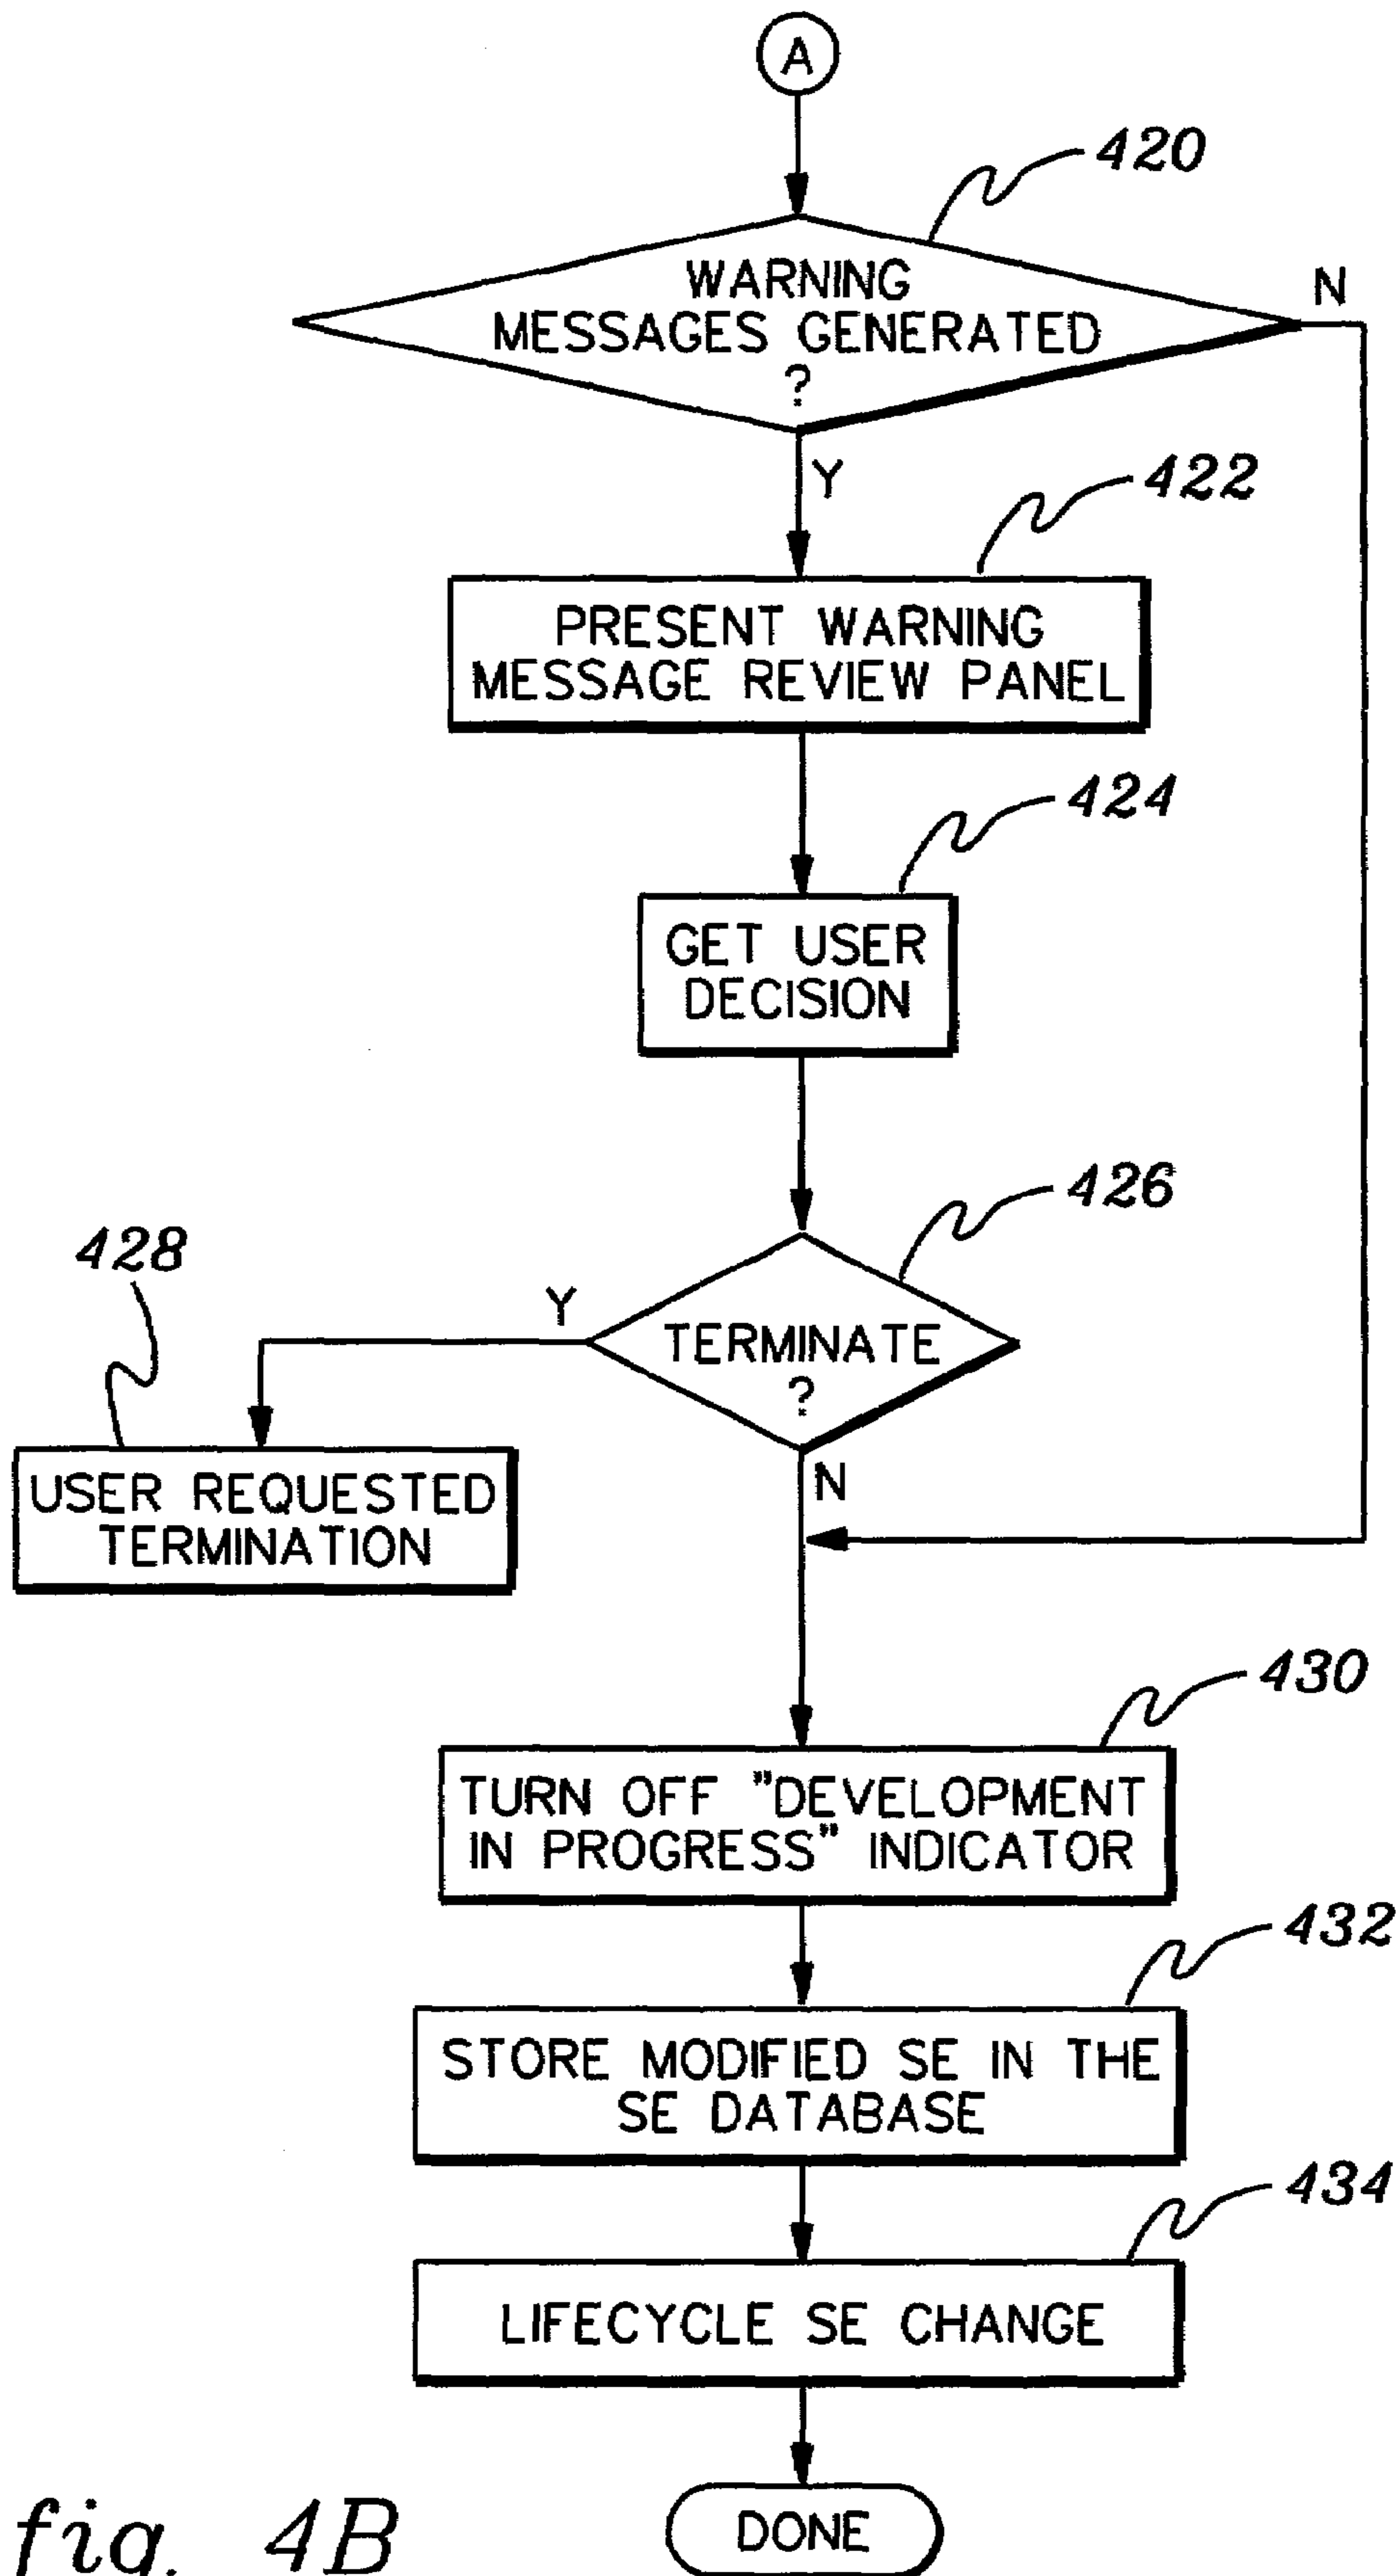 A
420
WARNING
MESSAGES GENERATED
?
N
Y
422
PRESENT WARNING
MESSAGE REVIEW PANEL
424
GET USER
DECISION
426
TERMINATE
?
Y
428
USER REQUESTED
TERMINATION
N
430
TURN OFF "DEVELOPMENT
IN PROGRESS" INDICATOR
432
STORE MODIFIED SE IN THE
SE DATABASE
434
LIFECYCLE SE CHANGE
DONE
fig. 4B